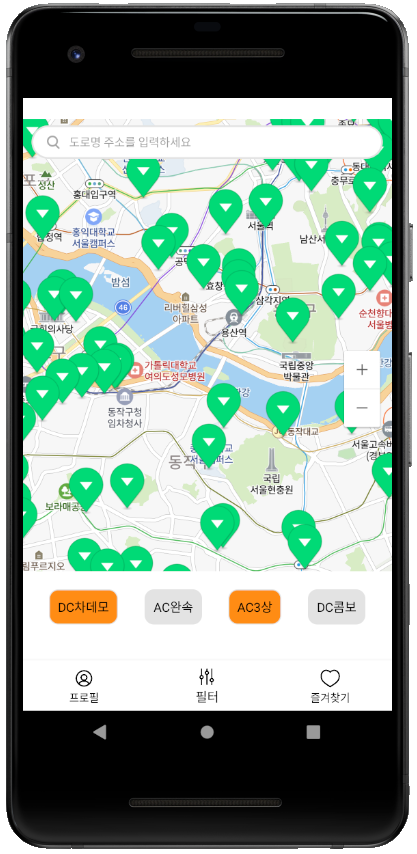 도로명 주소를 입력하세요
성산
홍대입구역
충무로
홍익대학교
서울캠퍼스
남산서
밤섬
46
리버힐삼성
아파트
삼각지역
용산역
순천향대
서울병
국회의사당
가톨릭대학교
여의도성모병원
국립중앙
박물관
+
동작구청
임차청사
−
동작대교
서울고속버
동작
국립
서울현충원
보라매공
림푸르지오
DC차데모
AC완속
AC3상
DC콤보
프로필
필터
즐겨찾기